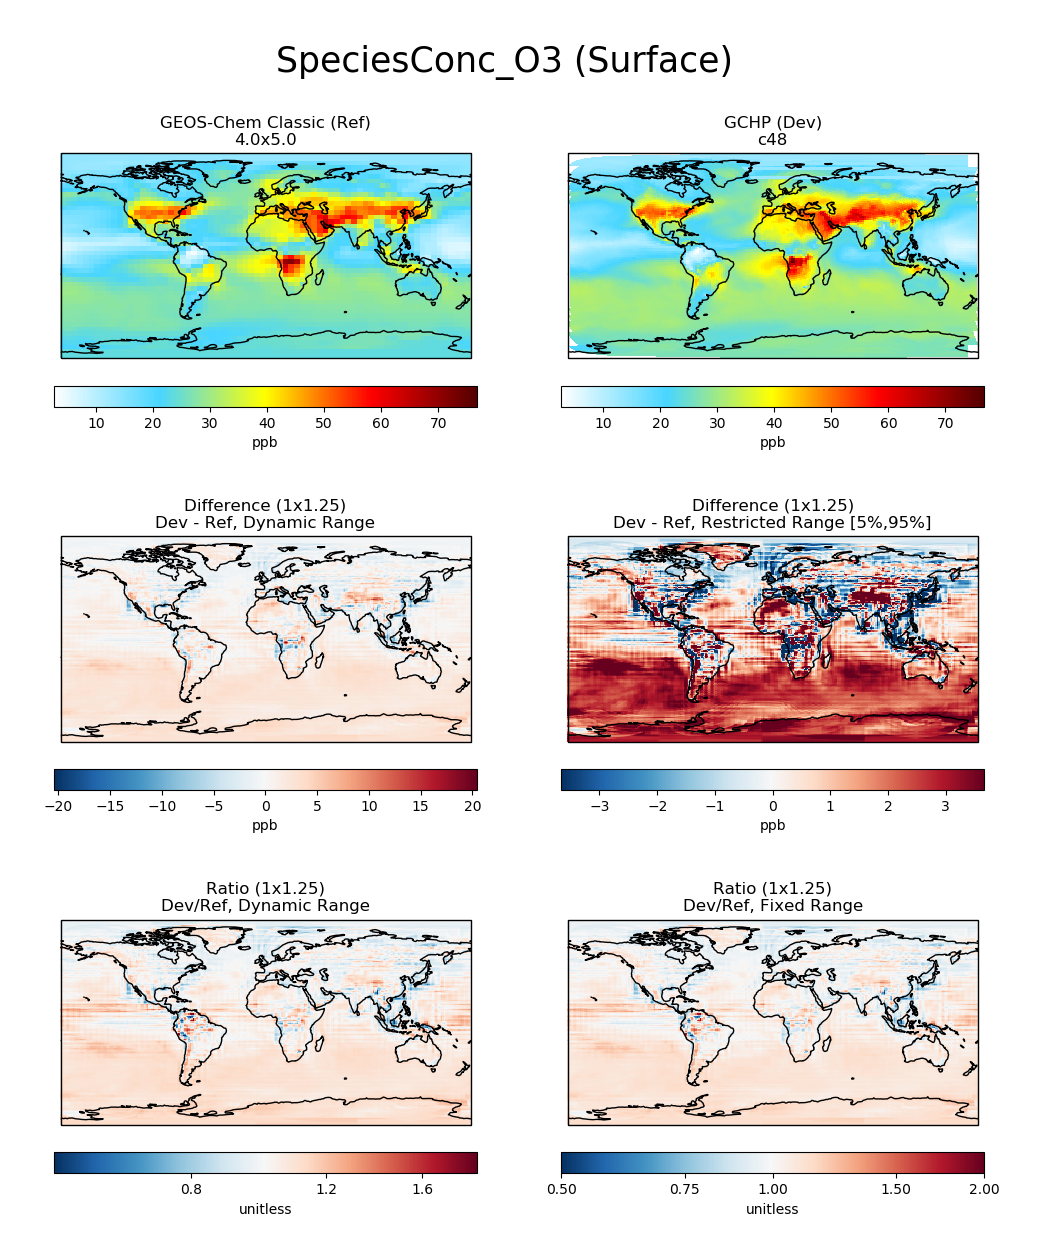 SpeciesConc_O3 (Surface)
GEOS-Chem Classic (Ref)
4.0x5.0
GCHP (Dev)
c48
10 20 30 40 50 60 70
ppb
10 20 30 40 50 60 70
ppb
Difference (1x1.25)
Dev - Ref, Dynamic Range
Difference (1x1.25)
Dev - Ref, Restricted Range [5%,95%]
−20 −15 −10 −5 0 5 10 15 20
ppb
−3 −2 −1 0 1 2 3
ppb
Ratio (1x1.25)
Dev/Ref, Dynamic Range
Ratio (1x1.25)
Dev/Ref, Fixed Range
0.8 1.2 1.6
unitless
0.50 0.75 1.00 1.50 2.00
unitless